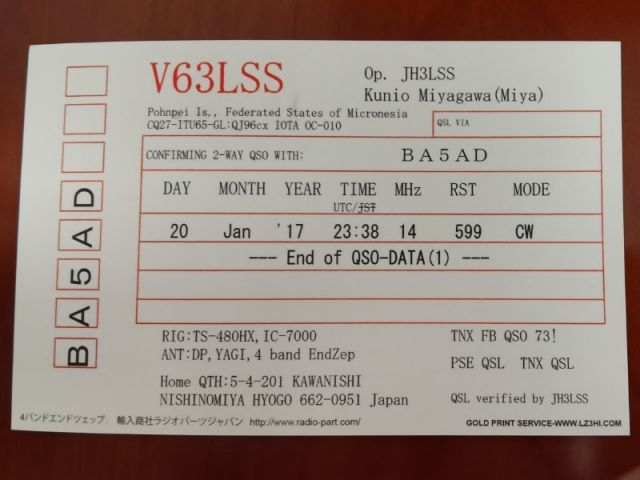 V63LSS
Op. JH3LSS
Kunio Miyagawa(Miya)
Pohnpei Is., Federated States of Micronesia
CQ27-ITU65-GL:QJ96cx IOTA OC-010
QSL VIA
CONFIRMING 2-WAY QSO WITH: BA5AD
DAY MONTH YEAR TIME MHz RST MODE
UTC/JST
20 Jan '17 23:38 14 599 CW
--- End of QSO-DATA(1) ---
RIG:TS-480HX,IC-7000
ANT:DP,YAGI,4 band EndZep
TNX FB QSO 73!
PSE QSL TNX QSL
Home QTH:5-4-201 KAWANISHI
NISHINOMIYA HYOGO 662-0951 Japan
QSL verified by JH3LSS
4バンドエンドツェップ: 輸入商社ラジオパーツジャパン http://www.radio-part.com/
GOLD PRINT SERVICE-WWW.LZ3HI.COM
BA5AD